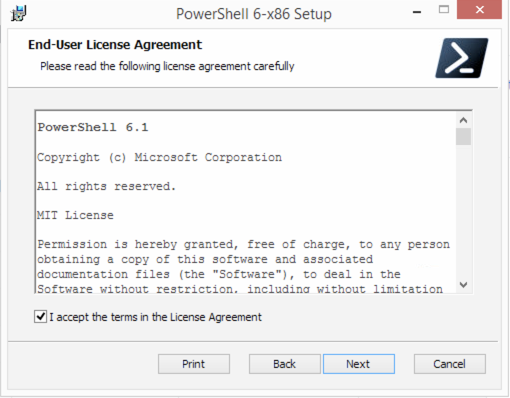 PowerShell 6-x86 Setup
End-User License Agreement
Please read the following license agreement carefully
PowerShell 6.1
Copyright (c) Microsoft Corporation
All rights reserved.
MIT License
Permission is hereby granted, free of charge, to any person
obtaining a copy of this software and associated
documentation files (the "Software"), to deal in the
Software without restriction, including without limitation
I accept the terms in the License Agreement
Print Back Next Cancel